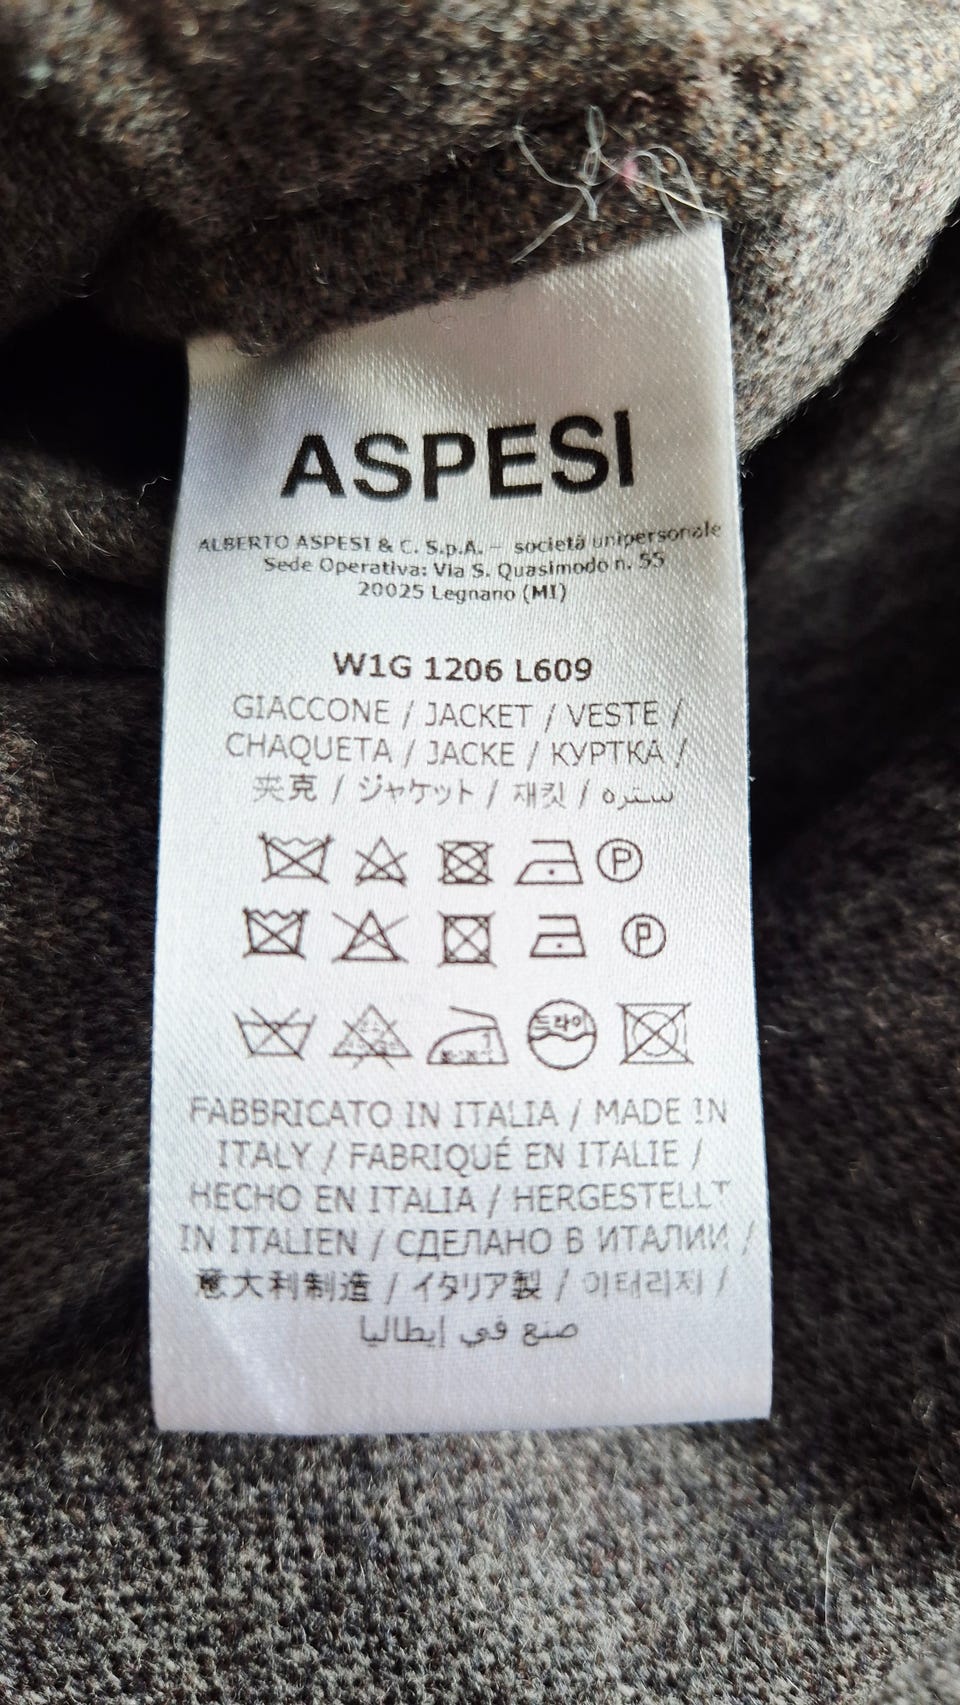 ASPESI
ALBERTO ASPESI & C. S.p.A. – società unipersonale
Sede Operativa: Via S. Quasimodo n. 55
20025 Legnano (MI)
W1G 1206 L609
GIACCONE / JACKET / VESTE /
CHAQUETA / JACKE / КУРТКА /
夹克 / ジャケット / 재킷 / سترة
P
P
드라이
FABBRICATO IN ITALIA / MADE IN
ITALY / FABRIQUÉ EN ITALIE /
HECHO EN ITALIA / HERGESTELLT
IN ITALIEN / СДЕЛАНО В ИТАЛИИ /
意大利制造 / イタリア製 / 이태리제 /
صنع في إيطاليا